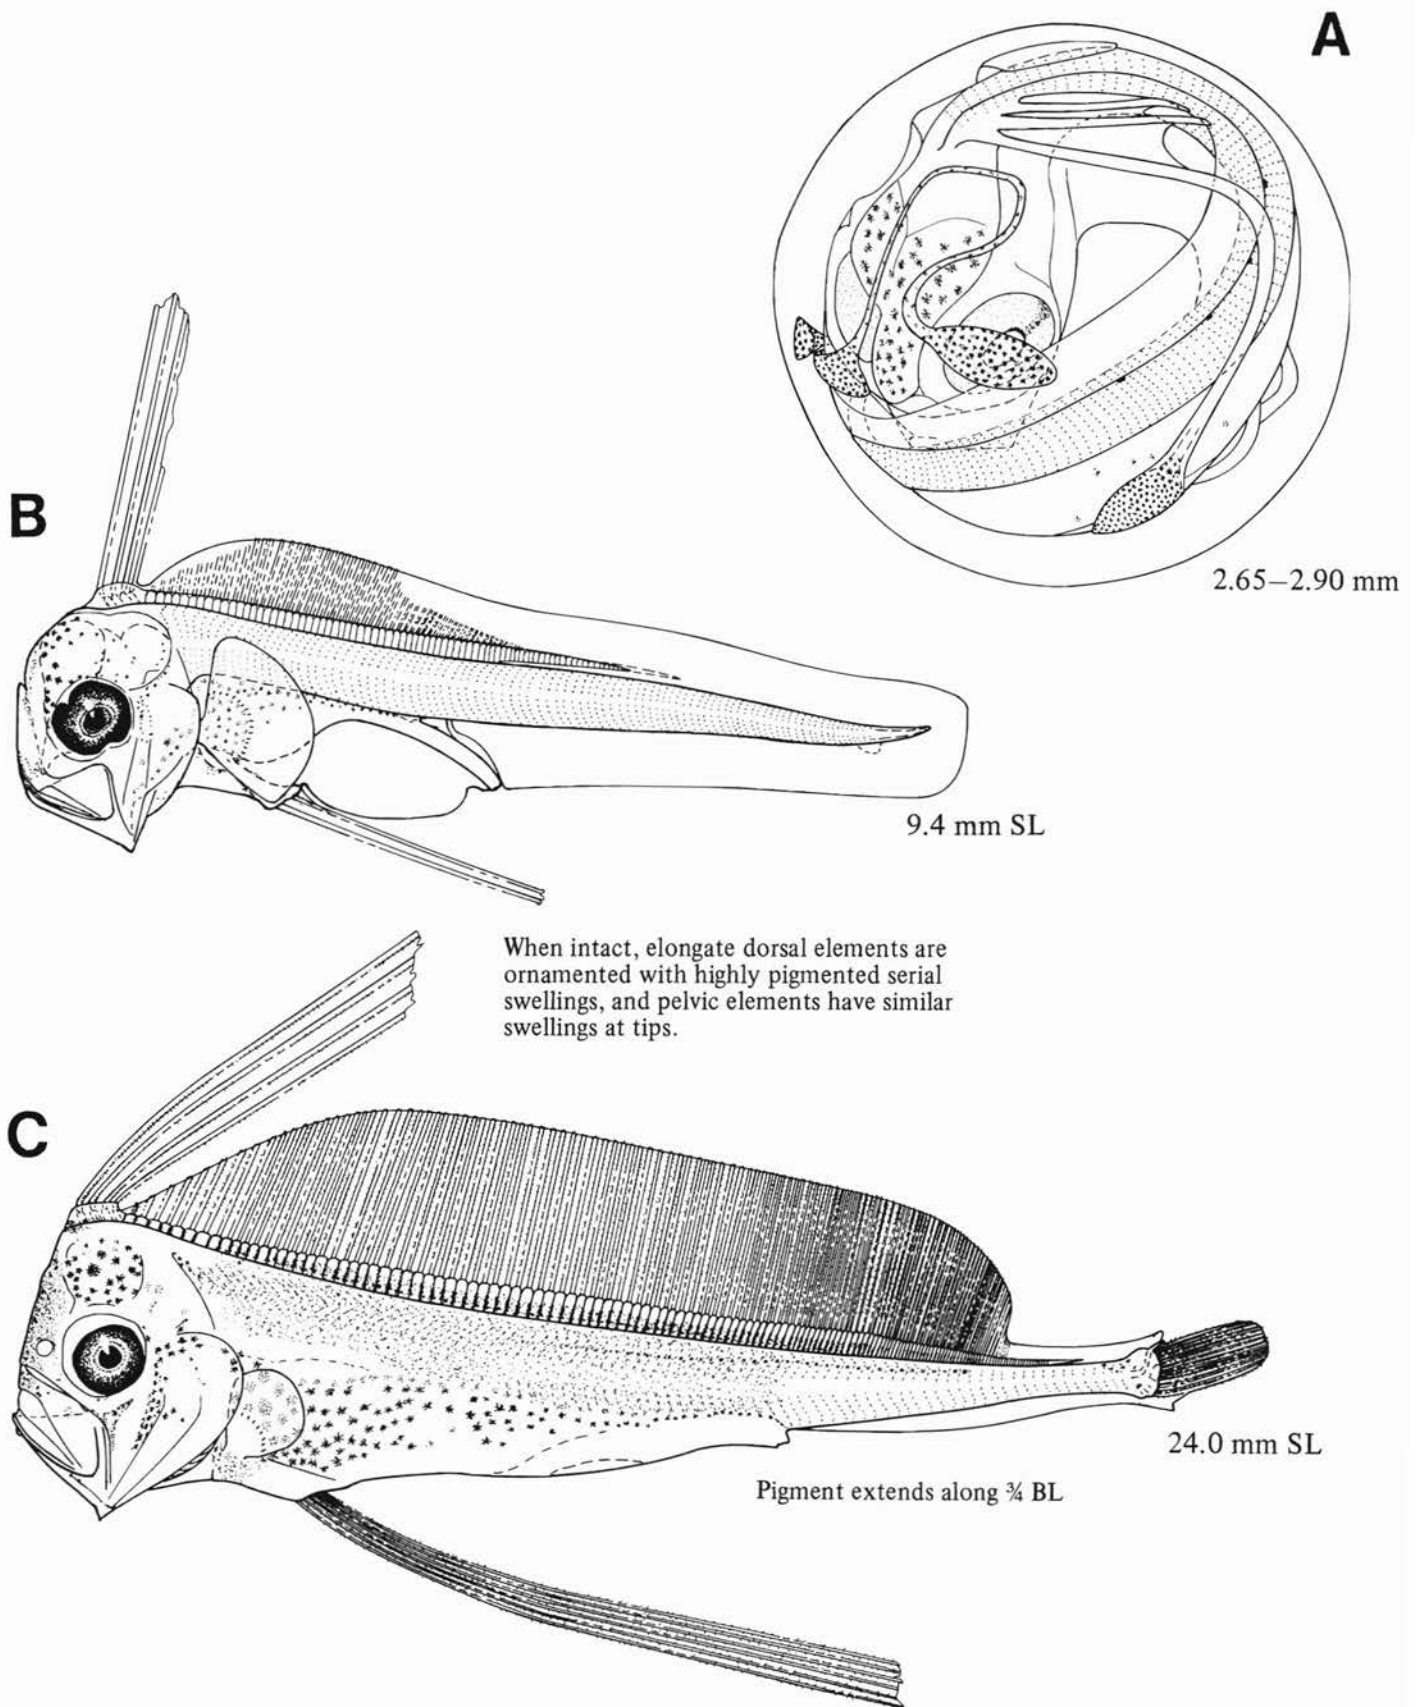 A
2.65–2.90 mm
B
9.4 mm SL
When intact, elongate dorsal elements are
ornamented with highly pigmented serial
swellings, and pelvic elements have similar
swellings at tips.
C
24.0 mm SL
Pigment extends along ¾ BL